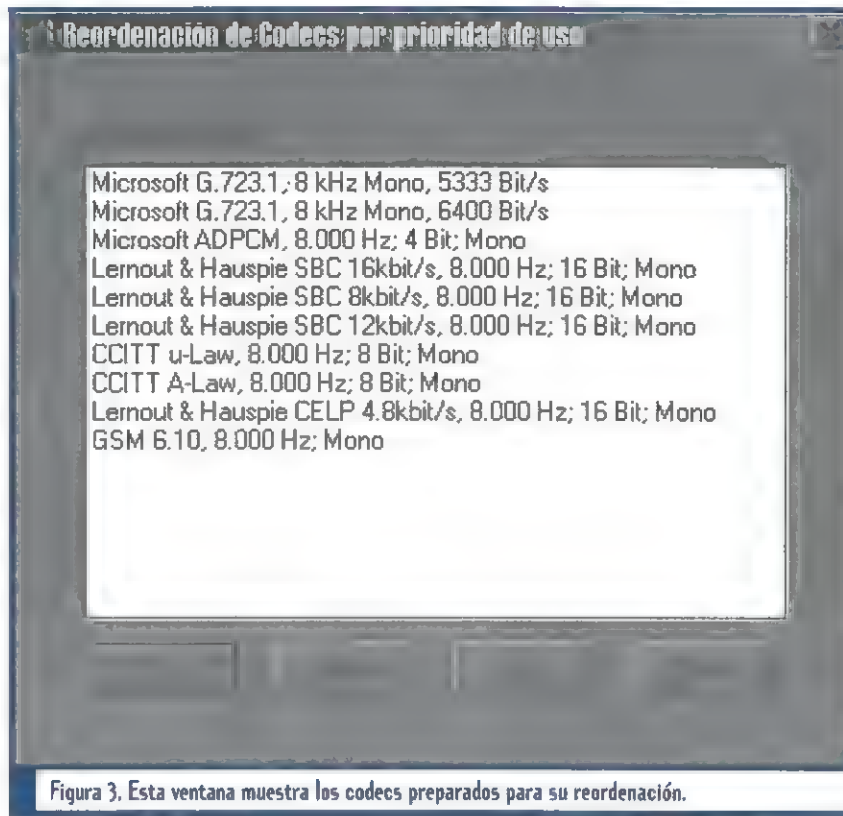 Reordenación de Codecs por prioridad de uso
Microsoft G.723.1, 8 kHz Mono, 5333 Bit/s
Microsoft G.723.1, 8 kHz Mono, 6400 Bit/s
Microsoft ADPCM, 8.000 Hz; 4 Bit; Mono
Lernout & Hauspie SBC 16kbit/s, 8.000 Hz; 16 Bit; Mono
Lernout & Hauspie SBC 8kbit/s, 8.000 Hz; 16 Bit; Mono
Lernout & Hauspie SBC 12kbit/s, 8.000 Hz; 16 Bit; Mono
CCITT u-Law, 8.000 Hz; 8 Bit; Mono
CCITT A-Law, 8.000 Hz; 8 Bit; Mono
Lernout & Hauspie CELP 4.8kbit/s, 8.000 Hz; 16 Bit; Mono
GSM 6.10, 8.000 Hz; Mono
Figura 3. Esta ventana muestra los codecs preparados para su reordenación.